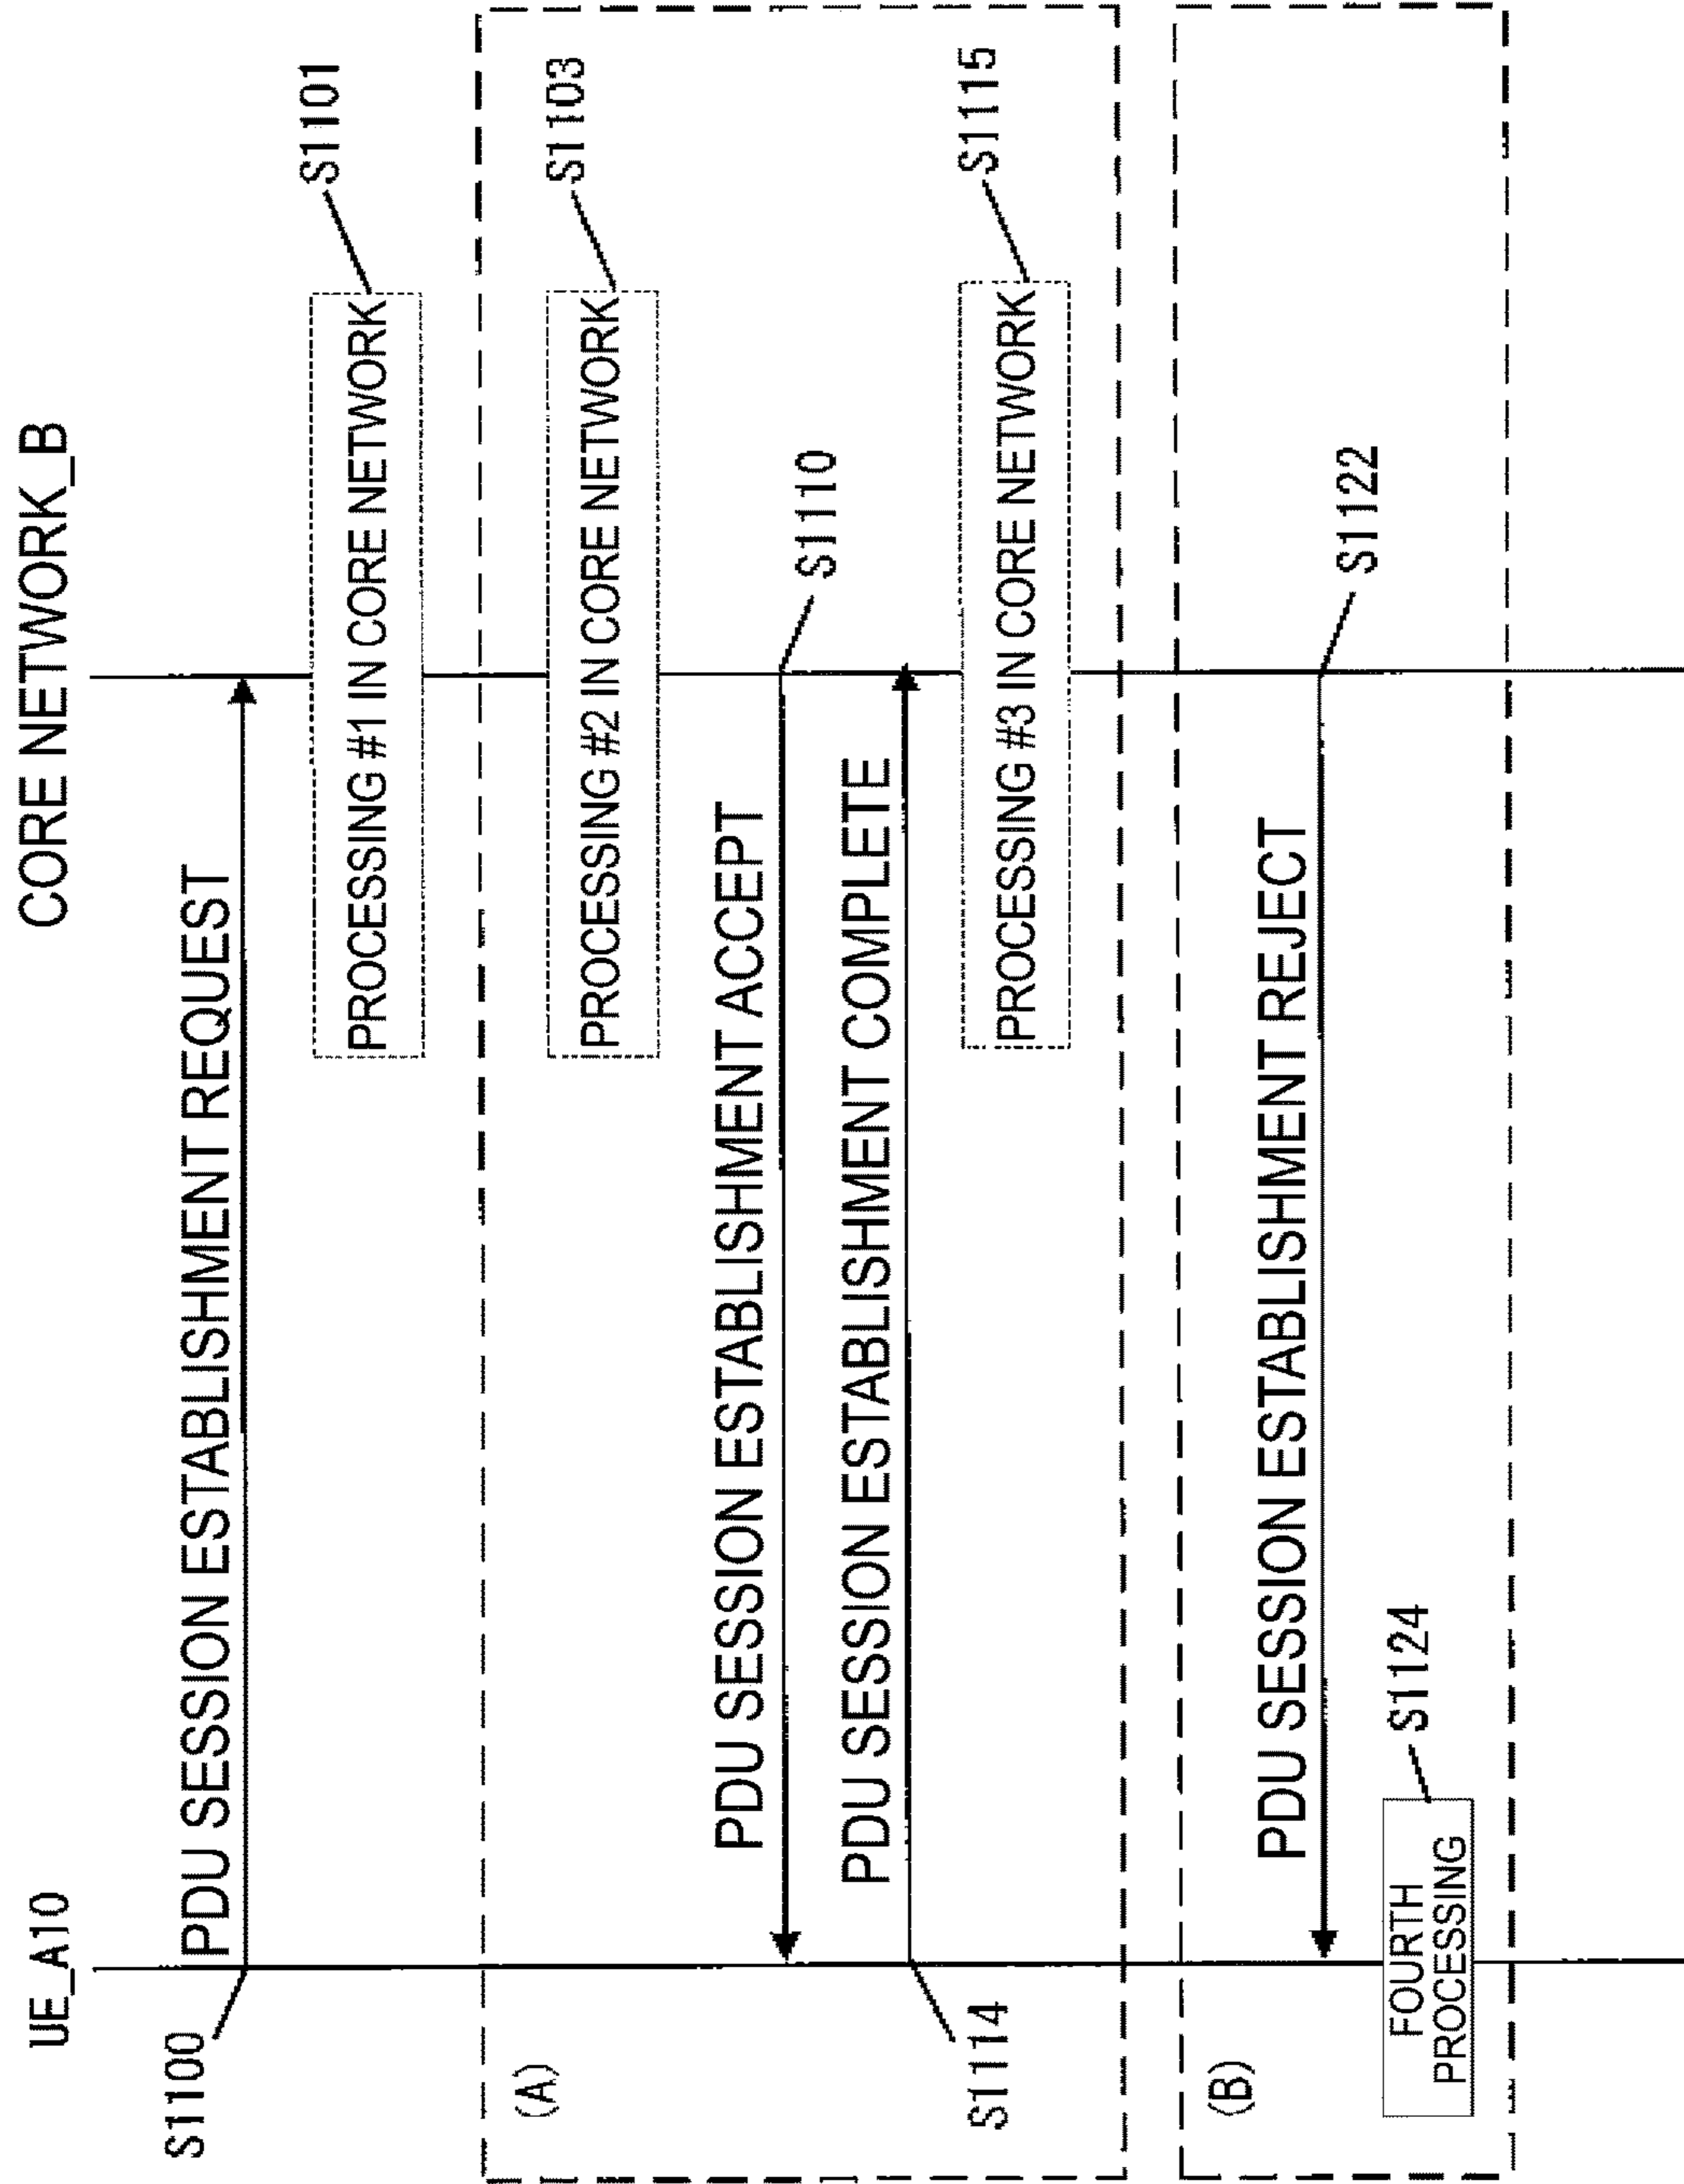 UE_A10
CORE NETWORK_B
S1100
PDU SESSION ESTABLISHMENT REQUEST
S1101
PROCESSING #1 IN CORE NETWORK
(A)
S1103
PROCESSING #2 IN CORE NETWORK
PDU SESSION ESTABLISHMENT ACCEPT
S1110
PDU SESSION ESTABLISHMENT COMPLETE
S1114
S1115
PROCESSING #3 IN CORE NETWORK
(B)
PDU SESSION ESTABLISHMENT REJECT
S1122
FOURTH
PROCESSING
S1124